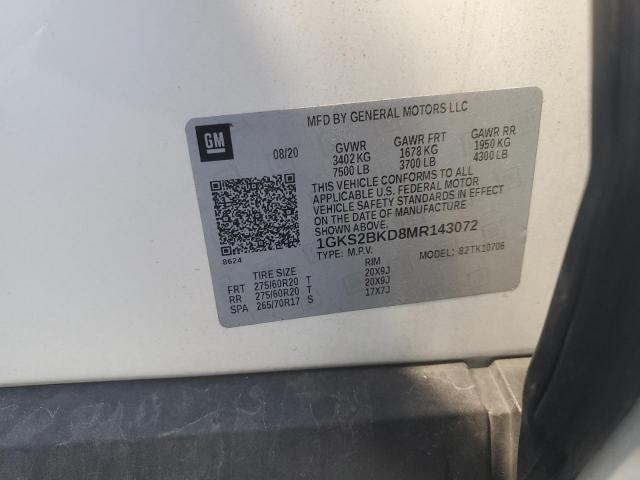 GM
MFD BY GENERAL MOTORS LLC
08/20
GVWR GAWR FRT GAWR RR
3402 KG 1678 KG 1950 KG
7500 LB 3700 LB 4300 LB
THIS VEHICLE CONFORMS TO ALL
APPLICABLE U.S. FEDERAL MOTOR
VEHICLE SAFETY STANDARDS IN EFFECT
ON THE DATE OF MANUFACTURE
SHOWN ABOVE.
1GKS2BKD8MR143072
8624
TYPE: M.P.V. MODEL: 82TK10706
TIRE SIZE RIM
FRT 275/60R20 T 20X9J
RR 275/60R20 T 20X9J
SPA 265/70R17 S 17X7J